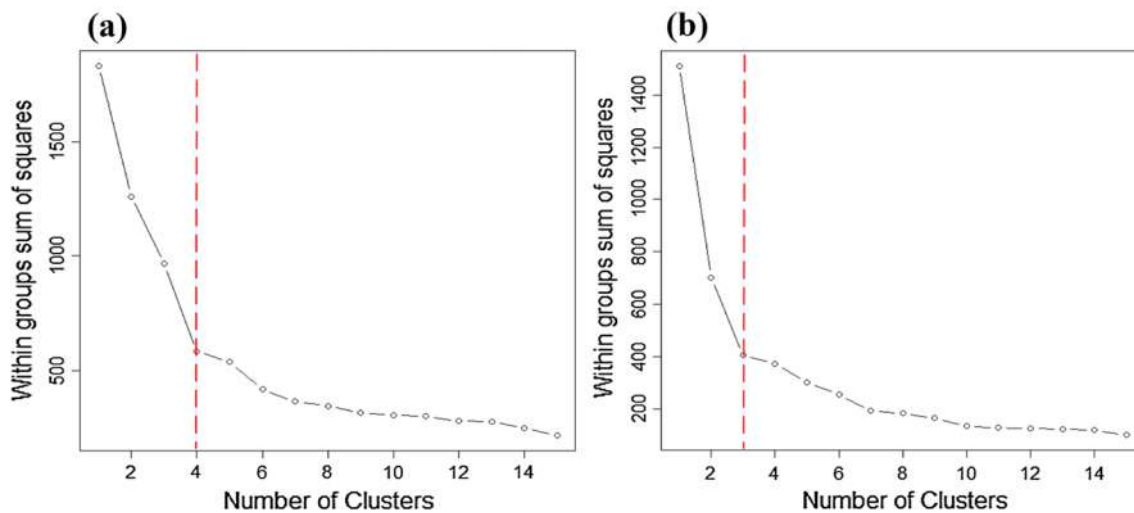 (a)
Within groups sum of squares
1500
1000
500
2 4 6 8 10 12 14
Number of Clusters
(b)
Within groups sum of squares
1400
1200
1000
800
600
400
200
2 4 6 8 10 12 14
Number of Clusters